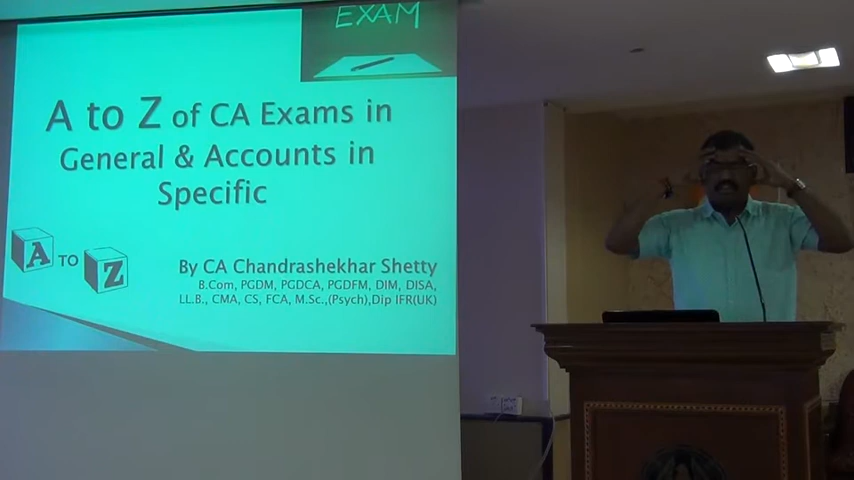 EXAM
A to Z of CA Exams in
General & Accounts in
Specific
A TO Z
By CA Chandrashekhar Shetty
B.Com, PGDM, PGDCA, PGDFM, DIM, DISA,
LL.B., CMA, CS, FCA, M.Sc.,(Psych),Dip IFR(UK)